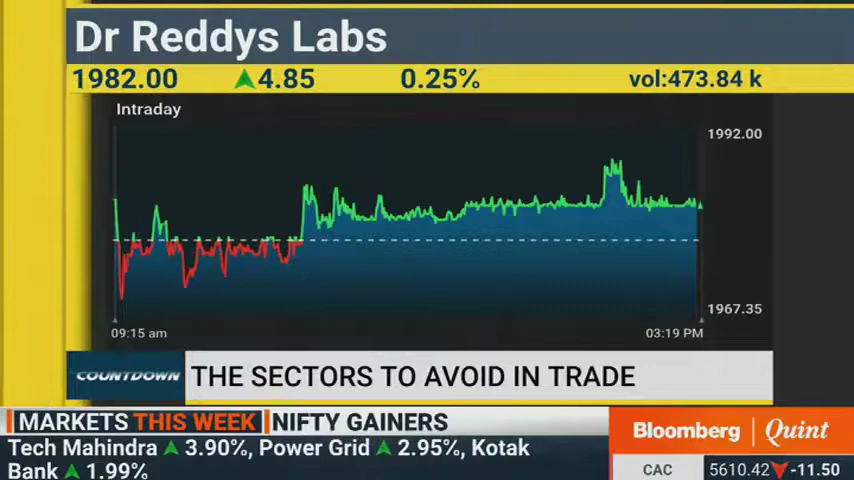 Dr Reddys Labs
1982.00 ▲4.85 0.25% vol:473.84 k
Intraday
1992.00
1967.35
09:15 am 03:19 PM
COUNTDOWN THE SECTORS TO AVOID IN TRADE
MARKETS THIS WEEK NIFTY GAINERS
Tech Mahindra ▲ 3.90%, Power Grid ▲ 2.95%, Kotak
Bank ▲ 1.99%
Bloomberg | Quint
CAC 5610.42 ▼ -11.50